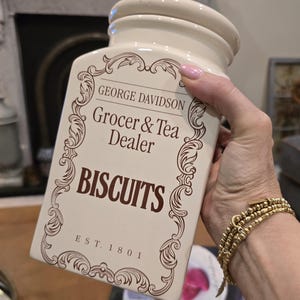 GEORGE DAVIDSON
Grocer & Tea
Dealer
BISCUITS
EST. 1801